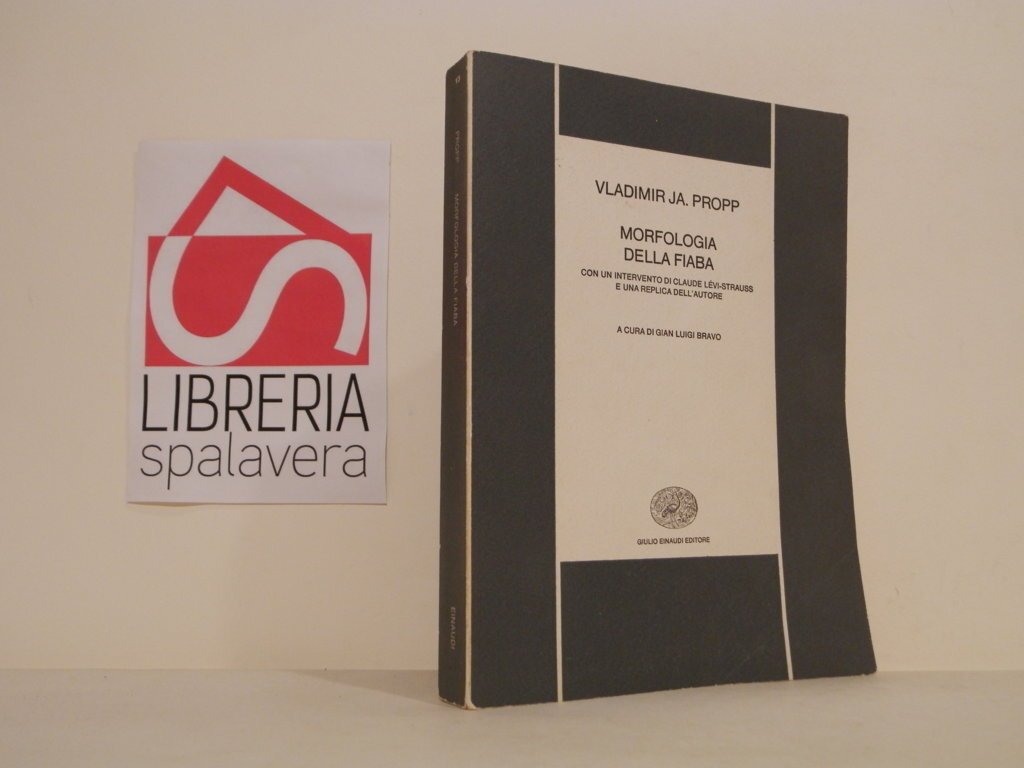 LIBRERIA
spalavera
13 PROPP MORFOLOGIA DELLA FIABA EINAUDI
VLADIMIR JA. PROPP
MORFOLOGIA
DELLA FIABA
CON UN INTERVENTO DI CLAUDE LÉVI-STRAUSS
E UNA REPLICA DELL'AUTORE
A CURA DI GIAN LUIGI BRAVO
GIULIO EINAUDI EDITORE